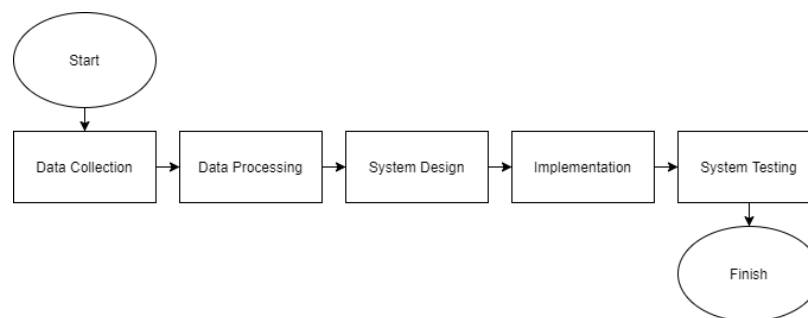 Start
Data Collection
Data Processing
System Design
Implementation
System Testing
Finish